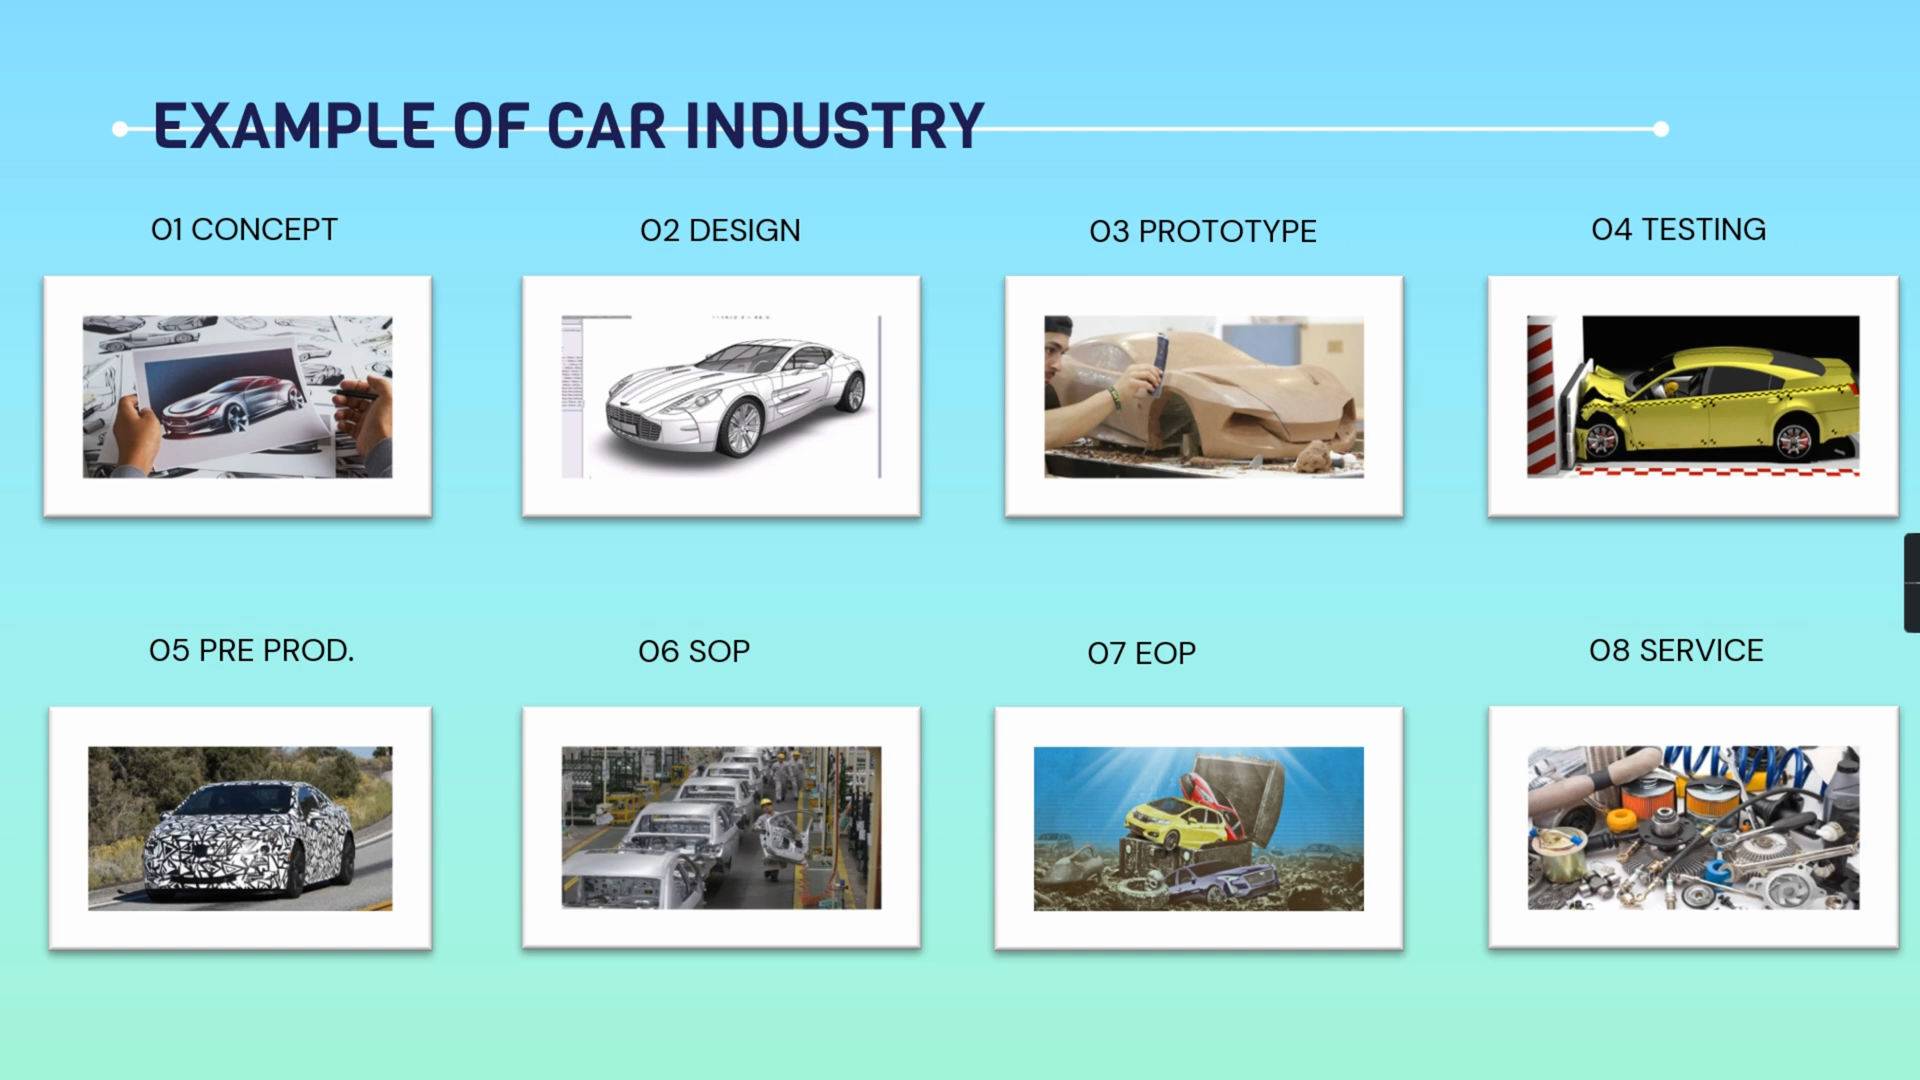 EXAMPLE OF CAR INDUSTRY
01 CONCEPT
02 DESIGN
03 PROTOTYPE
04 TESTING
05 PRE PROD.
06 SOP
07 EOP
08 SERVICE